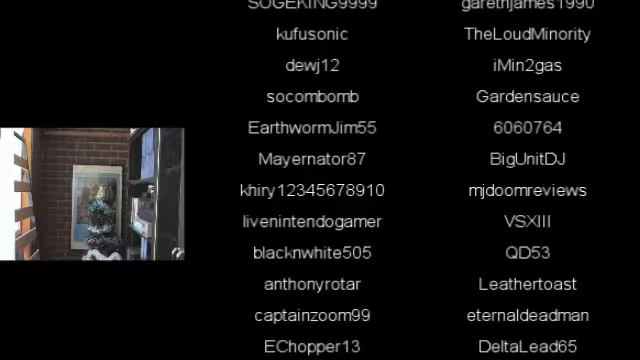 SOGEKING9999 garethjames1990
kufusonic TheLoudMinority
dewj12 iMin2gas
socombomb Gardensauce
EarthwormJim55 6060764
Mayernator87 BigUnitDJ
khiry12345678910 mjdoomreviews
livenintendogamer VSXIII
blacknwhite505 QD53
anthonyrotar Leathertoast
captainzoom99 eternaldeadman
EChopper13 DeltaLead65